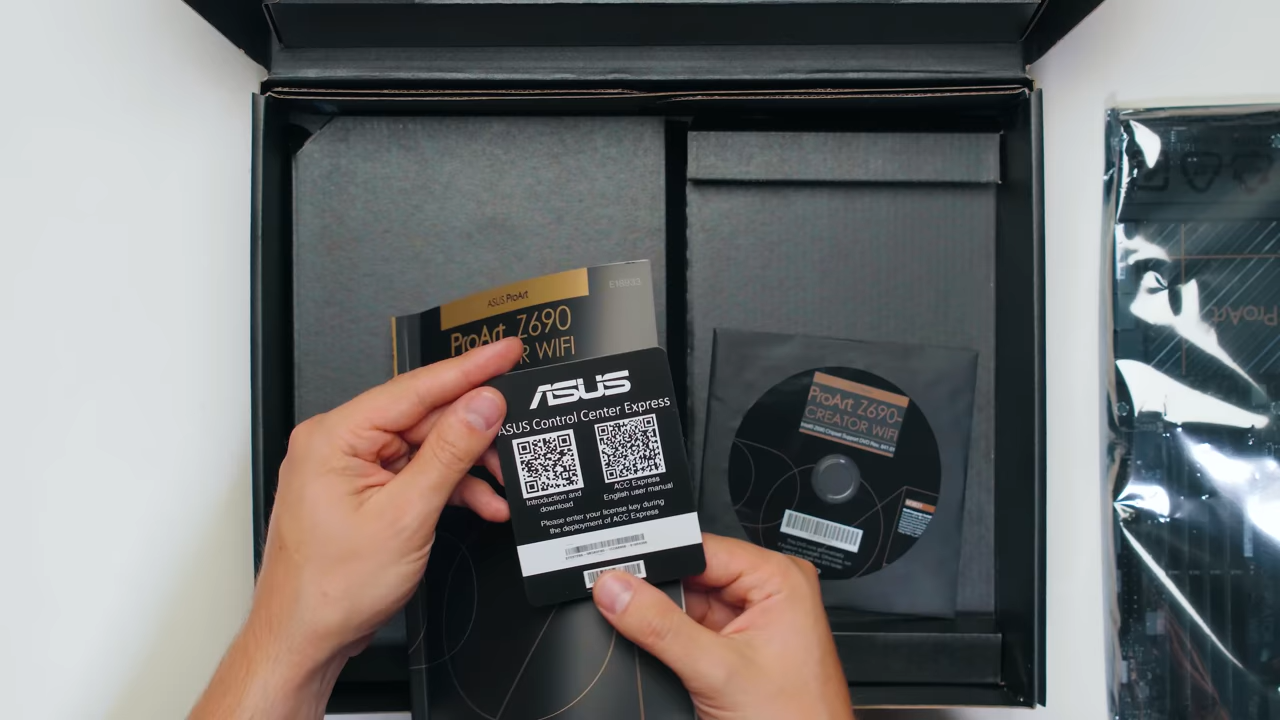 ASUS ProArt
ProArt Z690
R WIFI
ASUS
ASUS Control Center Express
Introduction and
download
ACC Express
English user manual
Please enter your license key during
the deployment of ACC Express
ProArt Z690-
CREATOR WIFI
ProArt